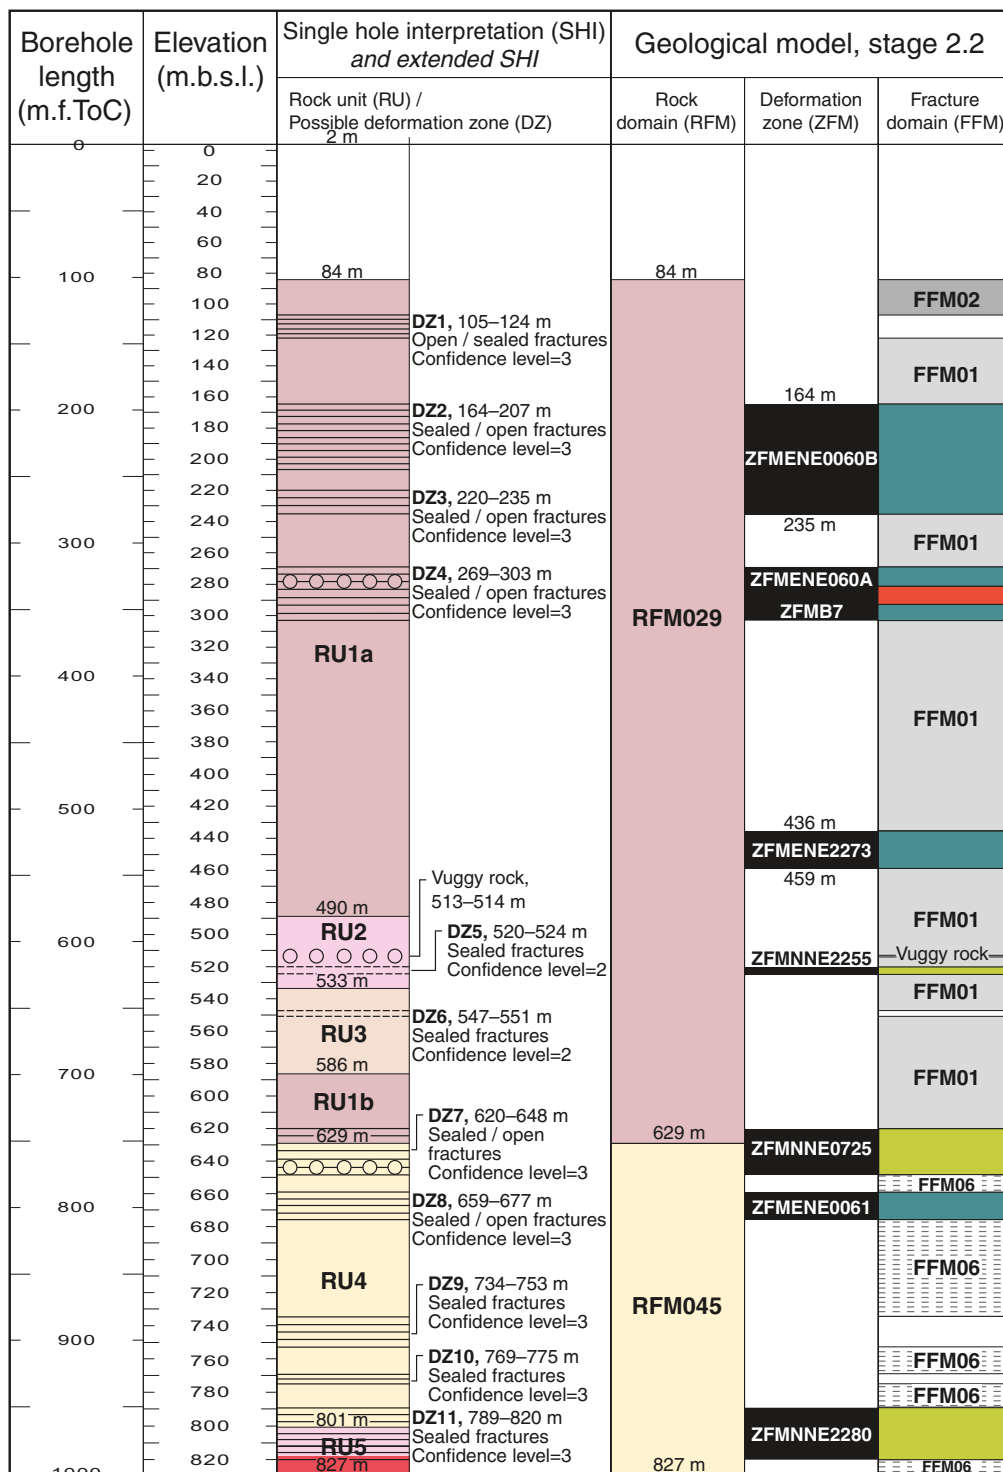 Borehole
length
(m.f.ToC)
Elevation
(m.b.s.l.)
Single hole interpretation (SHI)
and extended SHI
Rock unit (RU) /
Possible deformation zone (DZ)
Geological model, stage 2.2
Rock
domain (RFM)
Deformation
zone (ZFM)
Fracture
domain (FFM)
0
100
200
300
400
500
600
700
800
900
1000
0
20
40
60
80
100
120
140
160
180
200
220
240
260
280
300
320
340
360
380
400
420
440
460
480
500
520
540
560
580
600
620
640
660
680
700
720
740
760
780
800
820
2 m
84 m
RU1a
490 m
RU2
533 m
RU3
586 m
RU1b
629 m
RU4
801 m
RU5
827 m
DZ1, 105–124 m
Open / sealed fractures
Confidence level=3
DZ2, 164–207 m
Sealed / open fractures
Confidence level=3
DZ3, 220–235 m
Sealed / open fractures
Confidence level=3
DZ4, 269–303 m
Sealed / open fractures
Confidence level=3
Vuggy rock,
513–514 m
DZ5, 520–524 m
Sealed fractures
Confidence level=2
DZ6, 547–551 m
Sealed fractures
Confidence level=2
DZ7, 620–648 m
Sealed / open
fractures
Confidence level=3
DZ8, 659–677 m
Sealed / open fractures
Confidence level=3
DZ9, 734–753 m
Sealed fractures
Confidence level=3
DZ10, 769–775 m
Sealed fractures
Confidence level=3
DZ11, 789–820 m
Sealed fractures
Confidence level=3
84 m
RFM029
629 m
RFM045
827 m
164 m
ZFMENE0060B
235 m
ZFMENE060A
ZFMB7
436 m
ZFMENE2273
459 m
ZFMNNE2255
ZFMNNE0725
ZFMENE0061
ZFMNNE2280
FFM02
FFM01
FFM01
FFM01
FFM01
Vuggy rock
FFM01
FFM01
FFM06
FFM06
FFM06
FFM06
FFM06